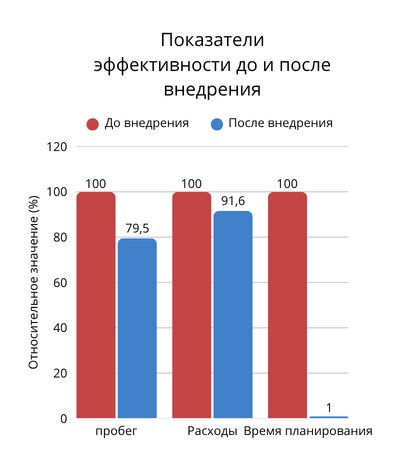 Показатели
эффективности до и после
внедрения
До внедрения После внедрения
120
100
80
60
40
20
0
Относительное значение (%)
100 79,5 100 91,6 100 1
пробег Расходы Время планирования